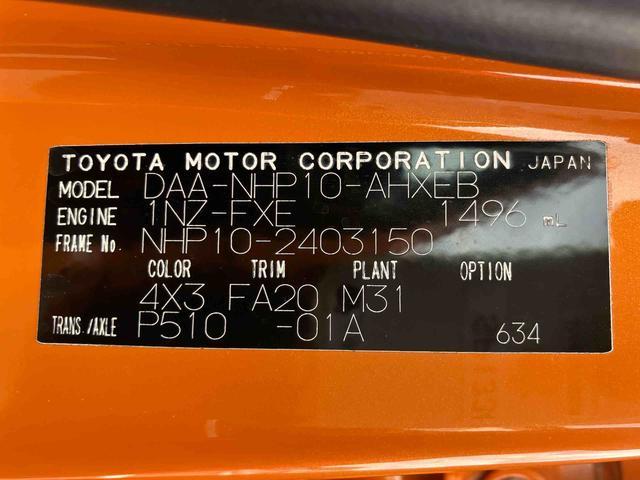 TOYOTA MOTOR CORPORATION JAPAN
MODEL DAA-NHP10-AHXEB
ENGINE 1NZ-FXE 1496 mL
FRAME No. NHP10-2403150
COLOR TRIM PLANT OPTION
4X3 FA20 M31
TRANS./AXLE P510 -01A 634